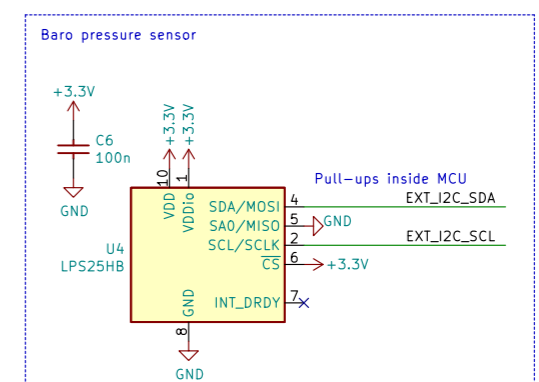 Baro pressure sensor
+3.3V
C6
100n
GND
+3.3V
+3.3V
10
1
VDD
VDDio
Pull-ups inside MCU
SDA/MOSI 4 EXT_I2C_SDA
SA0/MISO 5 GND
SCL/SCLK 2 EXT_I2C_SCL
CS 6 +3.3V
U4
LPS25HB
INT_DRDY 7
GND
8
GND